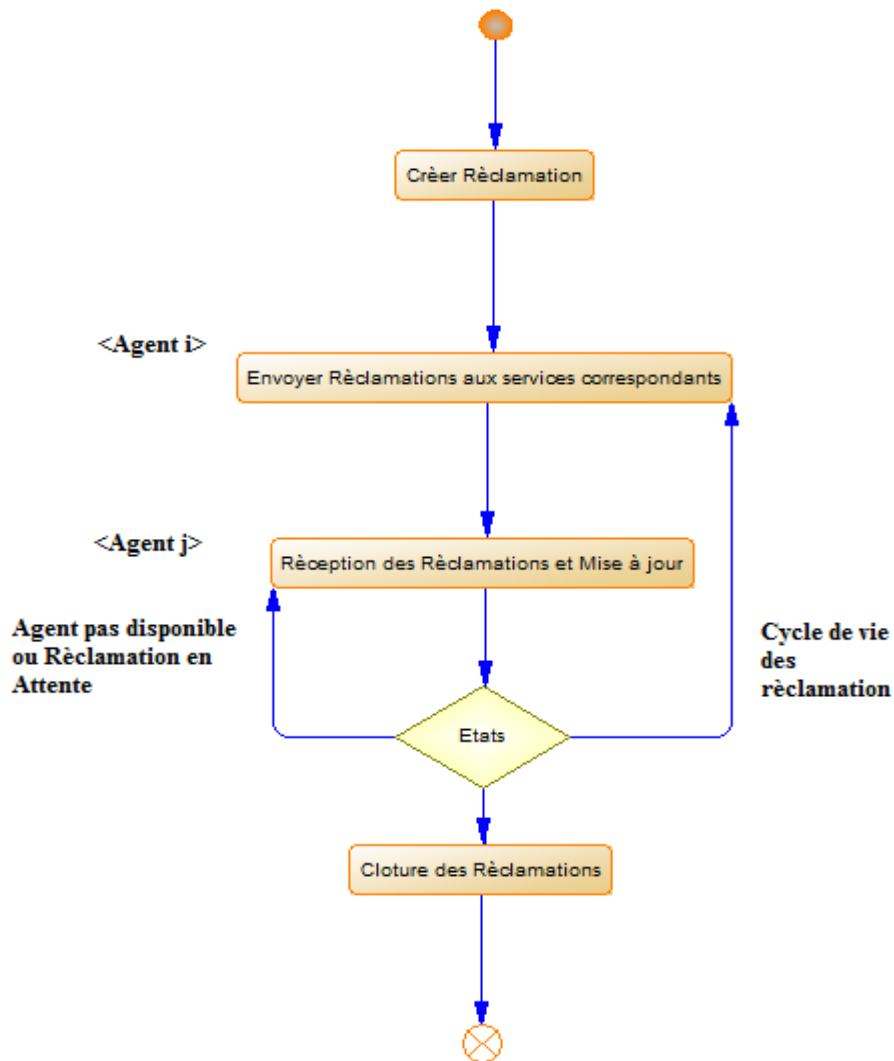 Crèer Rèclamation
<Agent i>
Envoyer Rèclamations aux services correspondants
<Agent j>
Rèception des Rèclamations et Mise à jour
Agent pas disponible
ou Rèclamation en
Attente
Cycle de vie
des
rèclamation
Etats
Cloture des Rèclamations